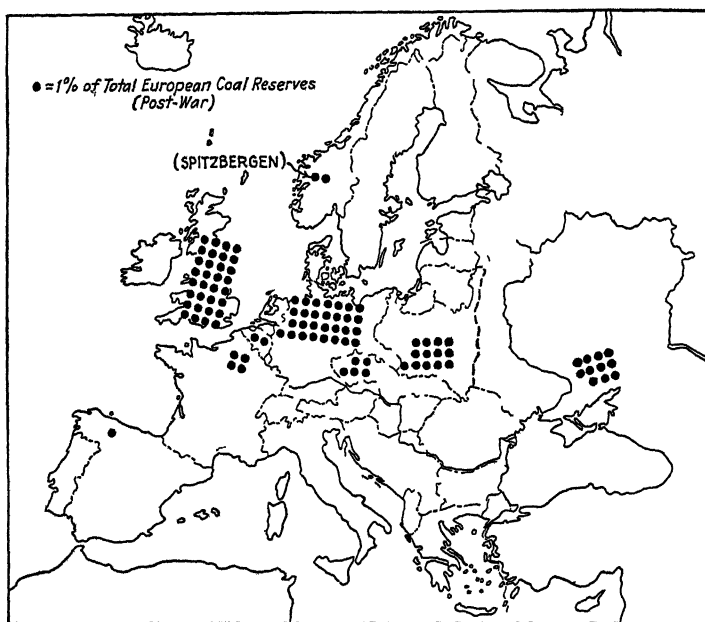 ● = 1% of Total European Coal Reserves
(Post-War)
(SPITZBERGEN)